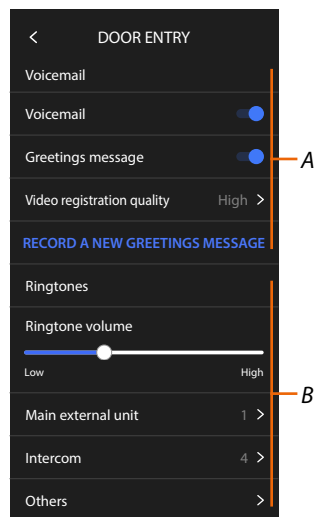 DOOR ENTRY
Voicemail
Voicemail
Greetings message
A
Video registration quality High
RECORD A NEW GREETINGS MESSAGE
Ringtones
Ringtone volume
Low High
B
Main external unit 1
Intercom 4
Others